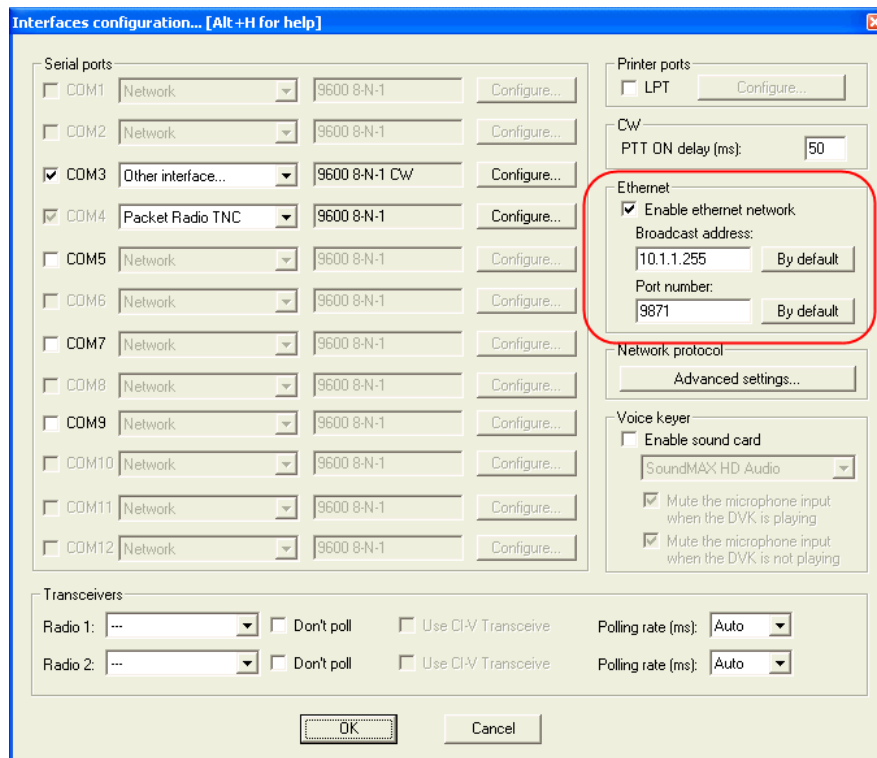 Interfaces configuration... [Alt+H for help]
Serial ports
COM1 Network 9600 8-N-1 Configure...
COM2 Network 9600 8-N-1 Configure...
COM3 Other interface... 9600 8-N-1 CW Configure...
COM4 Packet Radio TNC 9600 8-N-1 Configure...
COM5 Network 9600 8-N-1 Configure...
COM6 Network 9600 8-N-1 Configure...
COM7 Network 9600 8-N-1 Configure...
COM8 Network 9600 8-N-1 Configure...
COM9 Network 9600 8-N-1 Configure...
COM10 Network 9600 8-N-1 Configure...
COM11 Network 9600 8-N-1 Configure...
COM12 Network 9600 8-N-1 Configure...
Printer ports
LPT Configure...
CW
PTT ON delay (ms): 50
Ethernet
Enable ethernet network
Broadcast address:
10.1.1.255 By default
Port number:
9871 By default
Network protocol
Advanced settings...
Voice keyer
Enable sound card
SoundMAX HD Audio
Mute the microphone input
when the DVK is playing
Mute the microphone input
when the DVK is not playing
Transceivers
Radio 1: --- Don't poll Use CI-V Transceive Polling rate (ms): Auto
Radio 2: --- Don't poll Use CI-V Transceive Polling rate (ms): Auto
OK Cancel